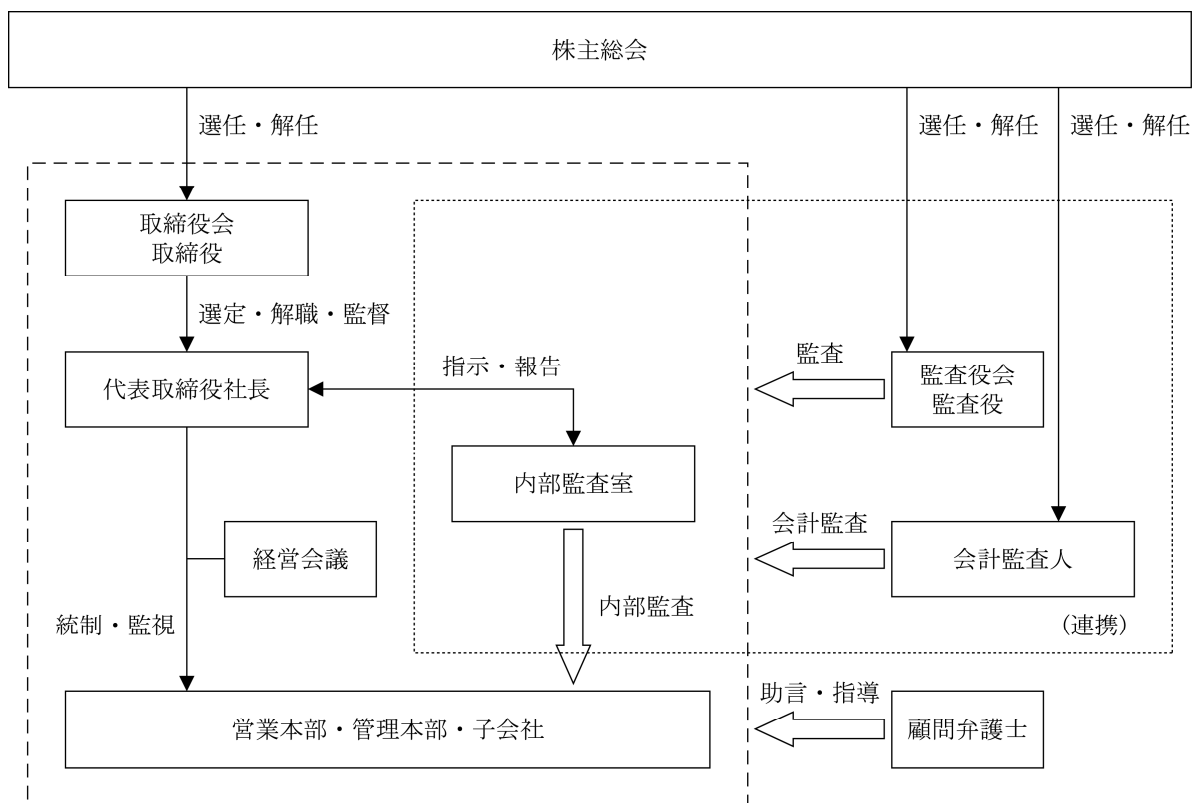 株主総会
選任・解任
選任・解任
選任・解任
取締役会
取締役
選定・解職・監督
代表取締役社長
指示・報告
監査
監査役会
監査役
内部監査室
経営会議
会計監査
会計監査人
内部監査
統制・監視
(連携)
営業本部・管理本部・子会社
助言・指導
顧問弁護士